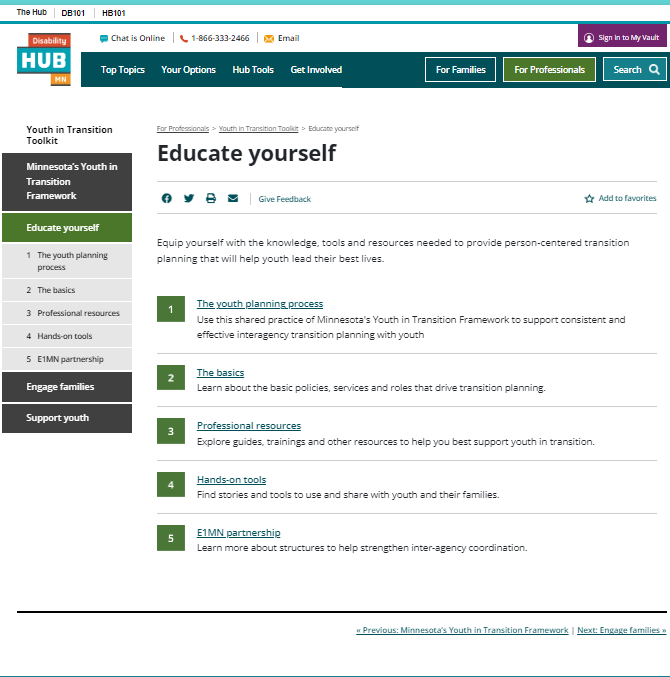 The Hub DB101 HB101
Disability
HUB
MN
Chat is Online 1-866-333-2466 Email
Sign in to My Vault
Top Topics Your Options Hub Tools Get Involved
For Families For Professionals Search
Youth in Transition
Toolkit
Minnesota's Youth in
Transition
Framework
Educate yourself
1 The youth planning
process
2 The basics
3 Professional resources
4 Hands-on tools
5 E1MN partnership
Engage families
Support youth
For Professionals > Youth in Transition Toolkit > Educate yourself
Educate yourself
Give Feedback
Add to favorites
Equip yourself with the knowledge, tools and resources needed to provide person-centered transition
planning that will help youth lead their best lives.
1 The youth planning process
Use this shared practice of Minnesota's Youth in Transition Framework to support consistent and
effective interagency transition planning with youth
2 The basics
Learn about the basic policies, services and roles that drive transition planning.
3 Professional resources
Explore guides, trainings and other resources to help you best support youth in transition.
4 Hands-on tools
Find stories and tools to use and share with youth and their families.
5 E1MN partnership
Learn more about structures to help strengthen inter-agency coordination.
« Previous: Minnesota's Youth in Transition Framework | Next: Engage families »